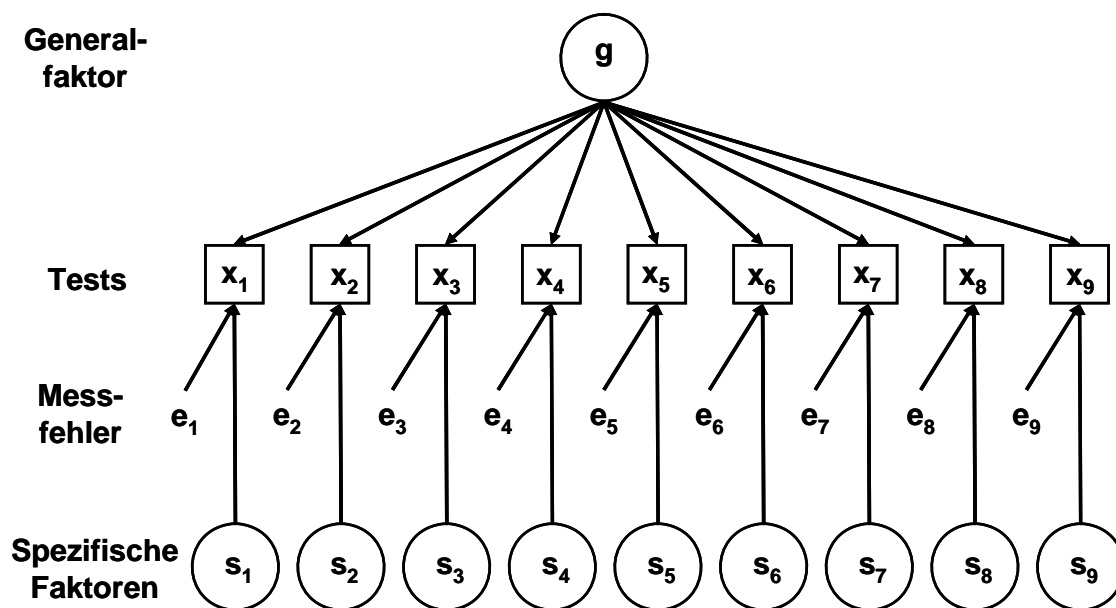 General-
faktor
g
Tests
x₁ x₂ x₃ x₄ x₅ x₆ x₇ x₈ x₉
Mess-
fehler
e₁ e₂ e₃ e₄ e₅ e₆ e₇ e₈ e₉
Spezifische
Faktoren
s₁ s₂ s₃ s₄ s₅ s₆ s₇ s₈ s₉